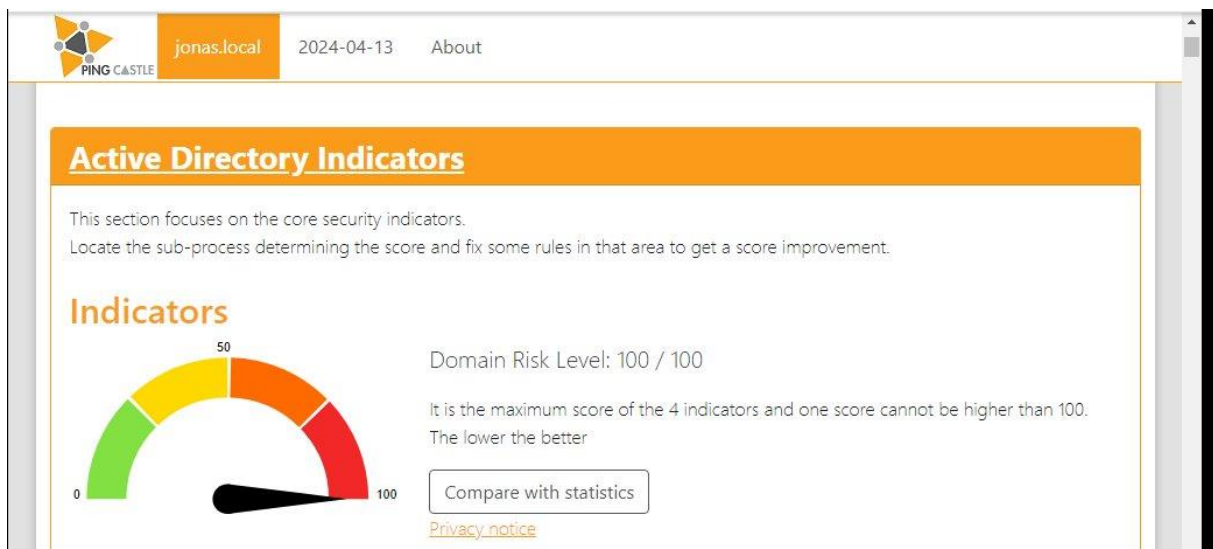 PING CASTLE
jonas.local
2024-04-13
About
Active Directory Indicators
This section focuses on the core security indicators.
Locate the sub-process determining the score and fix some rules in that area to get a score improvement.
Indicators
50
0
100
Domain Risk Level: 100 / 100
It is the maximum score of the 4 indicators and one score cannot be higher than 100.
The lower the better
Compare with statistics
Privacy notice